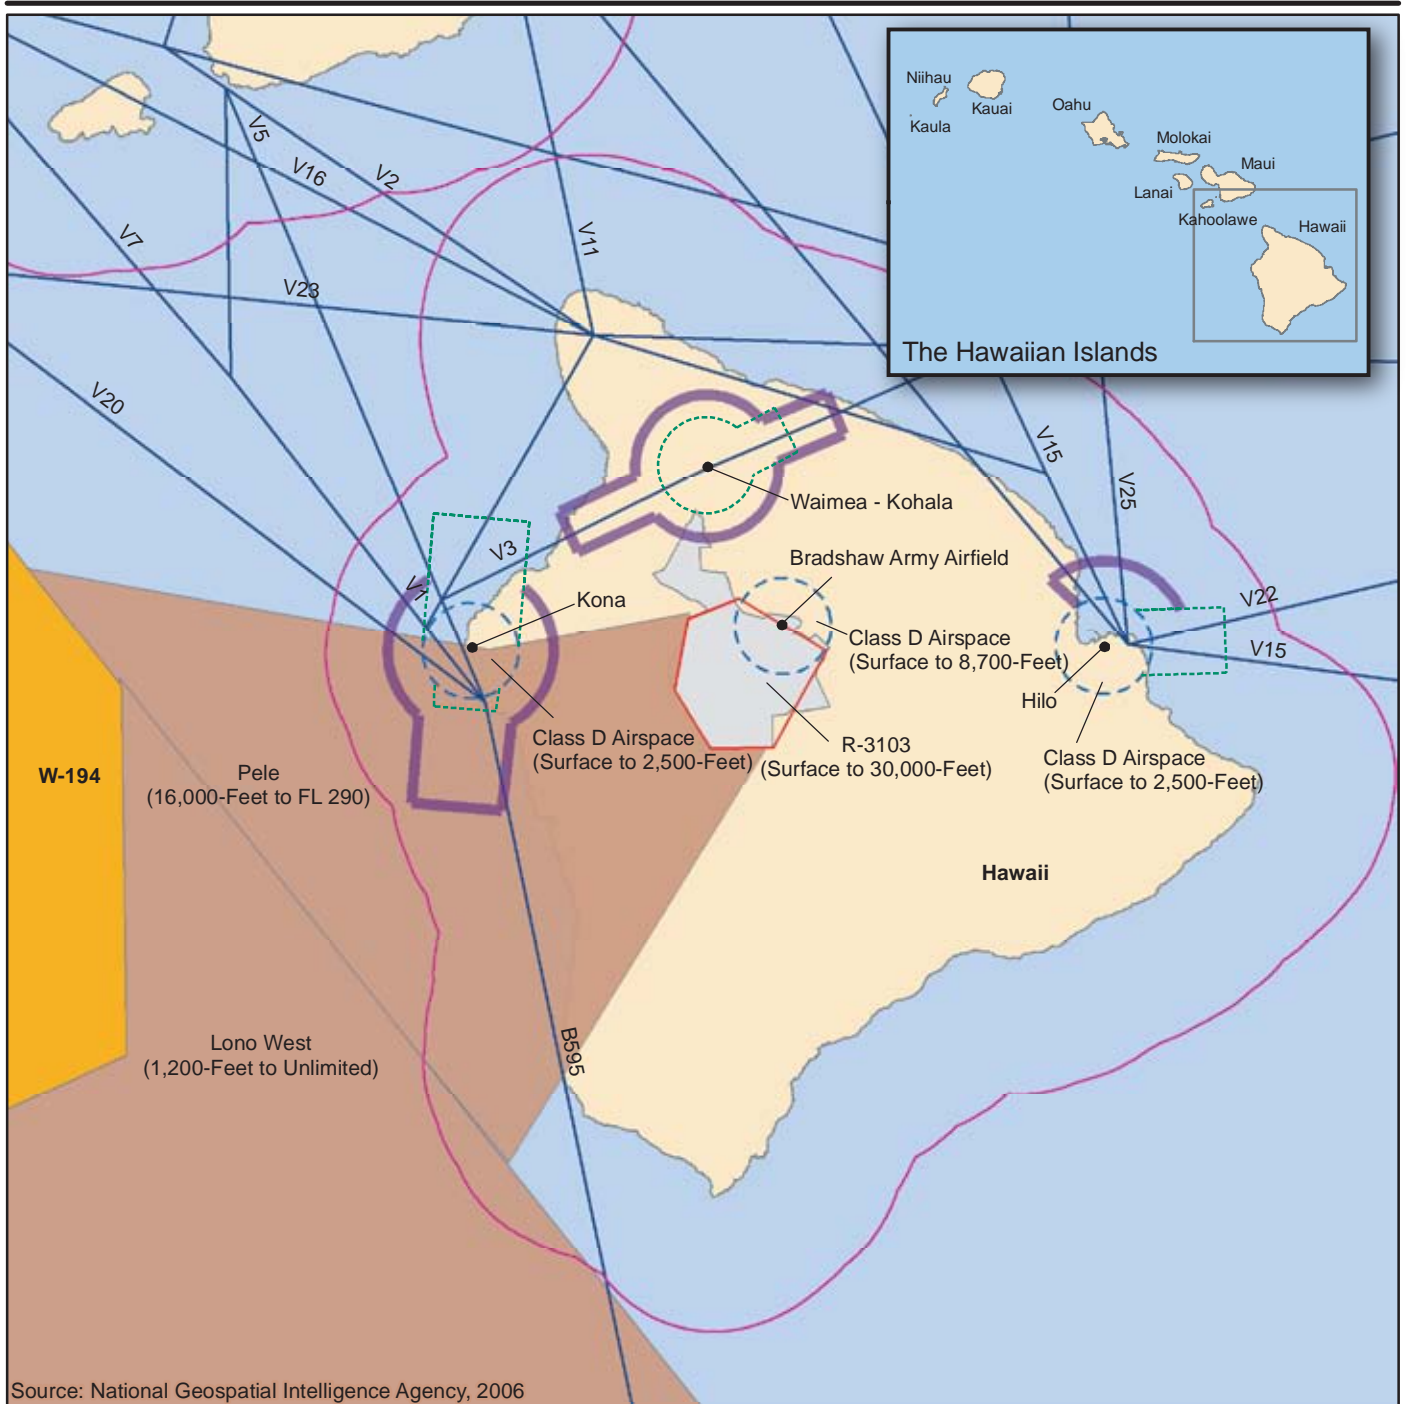 Niihau
Kauai
Kaula
Oahu
Molokai
Maui
Lanai
Kahoolawe
Hawaii
The Hawaiian Islands
V5
V16
V2
V11
V7
V23
V20
V15
V25
Waimea - Kohala
V3
Bradshaw Army Airfield
V1
Kona
V22
Class D Airspace
(Surface to 8,700-Feet)
V15
Hilo
Class D Airspace
(Surface to 2,500-Feet)
R-3103
(Surface to 30,000-Feet)
Class D Airspace
(Surface to 2,500-Feet)
W-194
Pele
(16,000-Feet to FL 290)
Hawaii
Lono West
(1,200-Feet to Unlimited)
B595
Source: National Geospatial Intelligence Agency, 2006